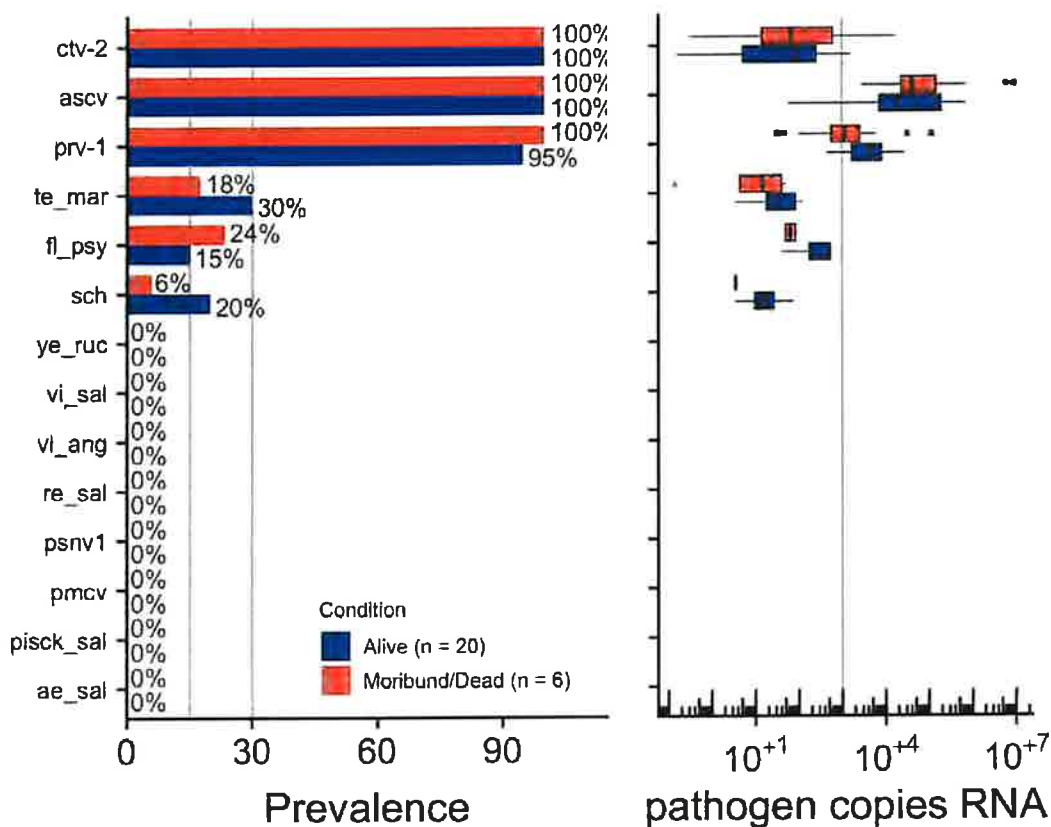 ctv-2
100%
100%
ascv
100%
100%
prv-1
100%
95%
te_mar
18%
30%
fl_psy
24%
15%
sch
6%
20%
ye_ruc
0%
0%
vi_sal
0%
0%
vi_ang
0%
0%
re_sal
0%
0%
psnv1
0%
0%
pmcv
0%
0%
pisck_sal
0%
0%
ae_sal
0%
0%
Condition
Alive (n = 20)
Moribund/Dead (n = 6)
0 30 60 90
Prevalence
10+1 10+4 10+7
pathogen copies RNA